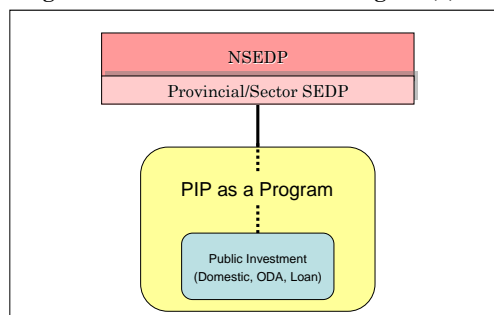 NSEDP
Provincial/Sector SEDP
PIP as a Program
Public Investment
(Domestic, ODA, Loan)